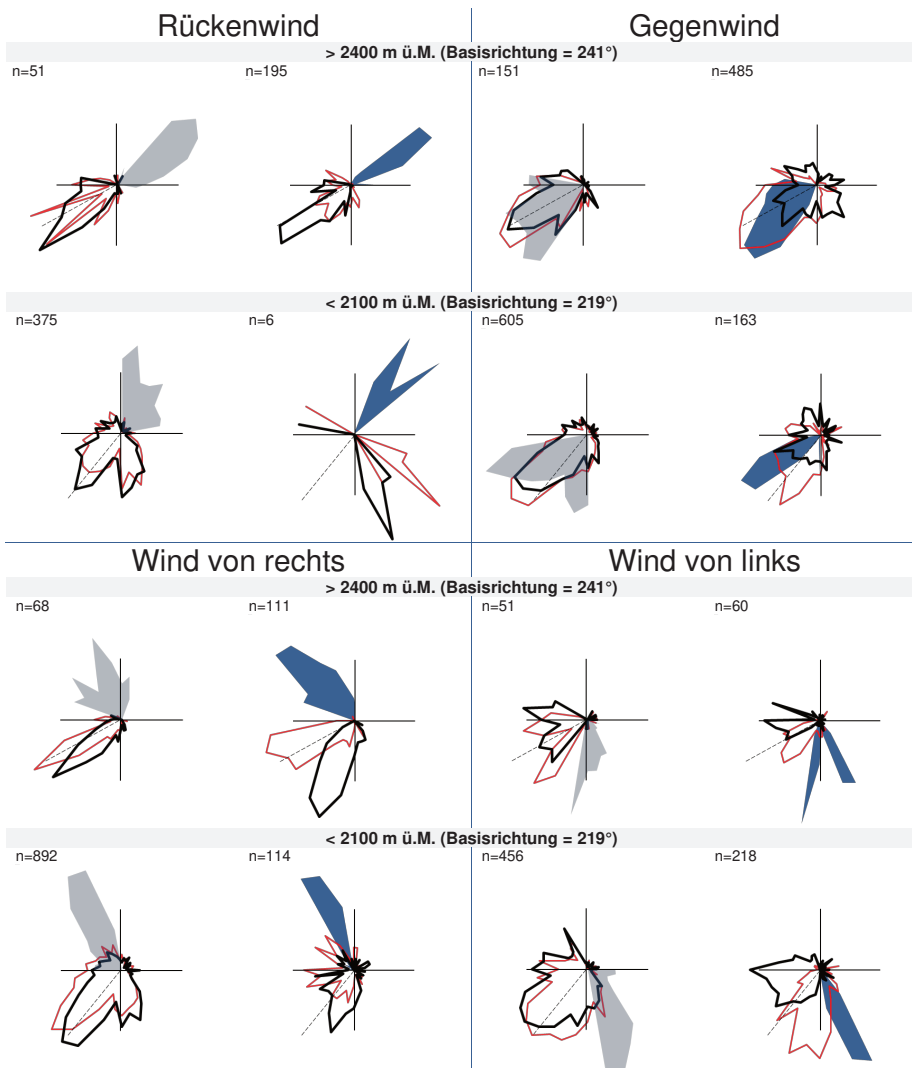 Rückenwind
Gegenwind
> 2400 m ü.M. (Basisrichtung = 241°)
n=51
n=195
n=151
n=485
< 2100 m ü.M. (Basisrichtung = 219°)
n=375
n=6
n=605
n=163
Wind von rechts
Wind von links
> 2400 m ü.M. (Basisrichtung = 241°)
n=68
n=111
n=51
n=60
< 2100 m ü.M. (Basisrichtung = 219°)
n=892
n=114
n=456
n=218